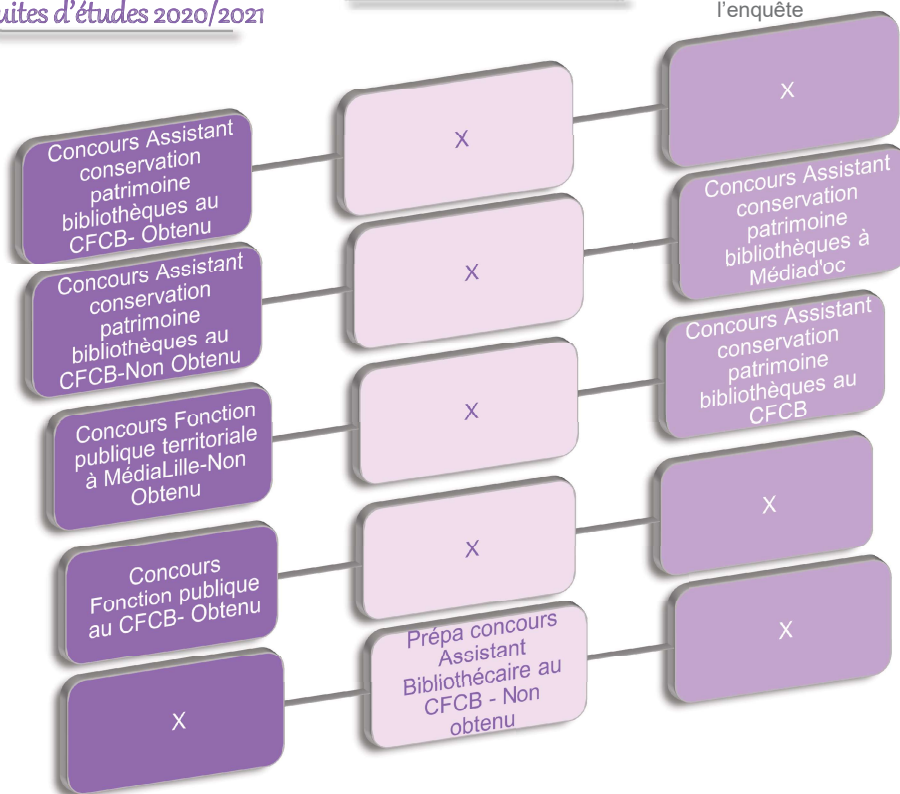 uites d'études 2020/2021
l'enquête
Concours Assistant
conservation
patrimoine
bibliothèques au
CFCB- Obtenu
X
X
Concours Assistant
conservation
patrimoine
bibliothèques au
CFCB-Non Obtenu
X
Concours Assistant
conservation
patrimoine
bibliothèques à
Médiad'oc
Concours Fonction
publique territoriale
à MédiaLille-Non
Obtenu
X
Concours Assistant
conservation
patrimoine
bibliothèques au
CFCB
Concours
Fonction publique
au CFCB- Obtenu
X
X
X
Prépa concours
Assistant
Bibliothécaire au
CFCB - Non
obtenu
X